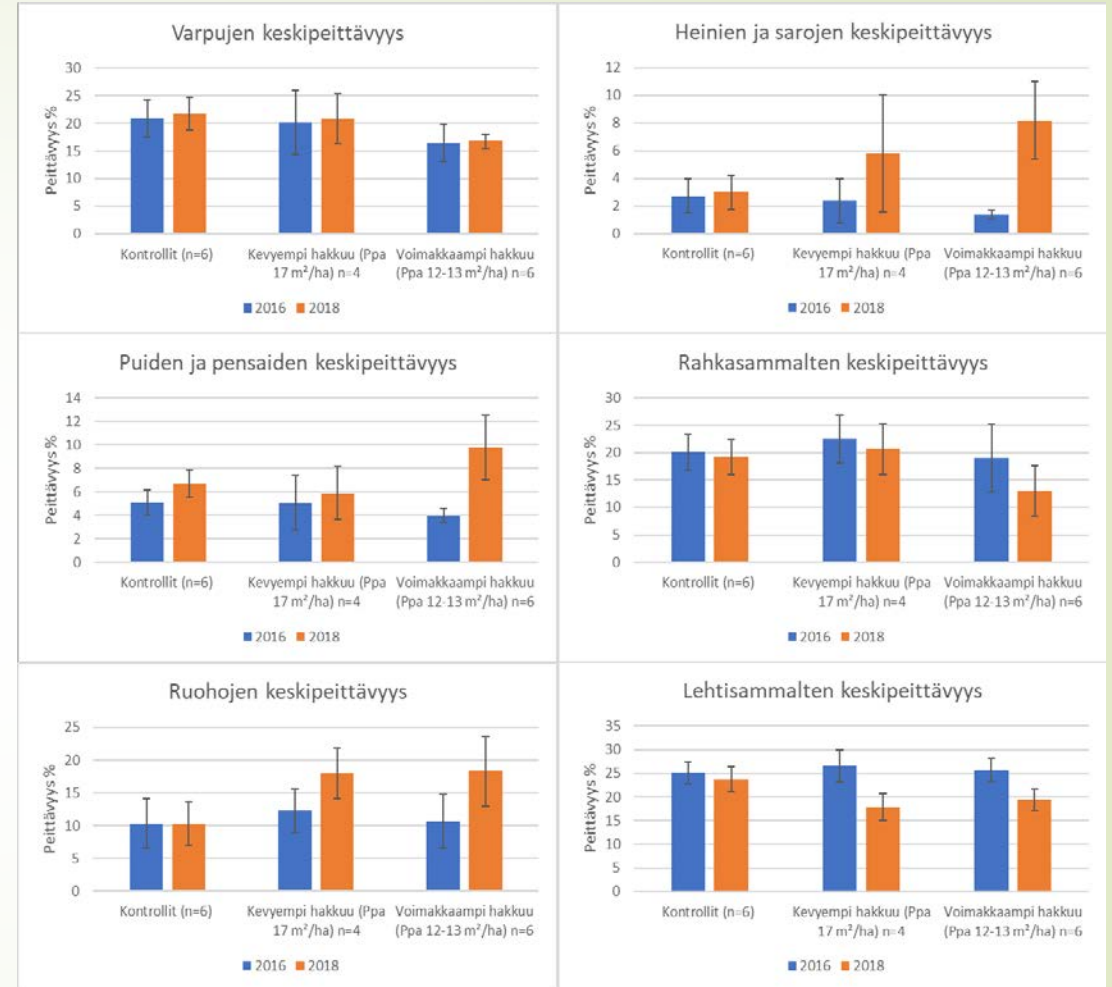 Varpujen keskipeittävyys
Peittävyys %
30
25
20
15
10
5
0
Kontrollit (n=6)
Kevyempi hakkuu (Ppa
17 m²/ha) n=4
Voimakkaampi hakkuu
(Ppa 12-13 m²/ha) n=6
2016 2018
Heinien ja sarojen keskipeittävyys
Peittävyys %
12
10
8
6
4
2
0
Kontrollit (n=6)
Kevyempi hakkuu (Ppa
17 m²/ha) n=4
Voimakkaampi hakkuu
(Ppa 12-13 m²/ha) n=6
2016 2018
Puiden ja pensaiden keskipeittävyys
Peittävyys %
14
12
10
8
6
4
2
0
Kontrollit (n=6)
Kevyempi hakkuu (Ppa
17 m²/ha) n=4
Voimakkaampi hakkuu
(Ppa 12-13 m²/ha) n=6
2016 2018
Rahkasammalten keskipeittävyys
Peittävyys %
30
25
20
15
10
5
0
Kontrollit (n=6)
Kevyempi hakkuu (Ppa
17 m²/ha) n=4
Voimakkaampi hakkuu
(Ppa 12-13 m²/ha) n=6
2016 2018
Ruohojen keskipeittävyys
Peittävyys %
25
20
15
10
5
0
Kontrollit (n=6)
Kevyempi hakkuu (Ppa
17 m²/ha) n=4
Voimakkaampi hakkuu
(Ppa 12-13 m²/ha) n=6
2016 2018
Lehtisammalten keskipeittävyys
Peittävyys %
35
30
25
20
15
10
5
0
Kontrollit (n=6)
Kevyempi hakkuu (Ppa
17 m²/ha) n=4
Voimakkaampi hakkuu
(Ppa 12-13 m²/ha) n=6
2016 2018